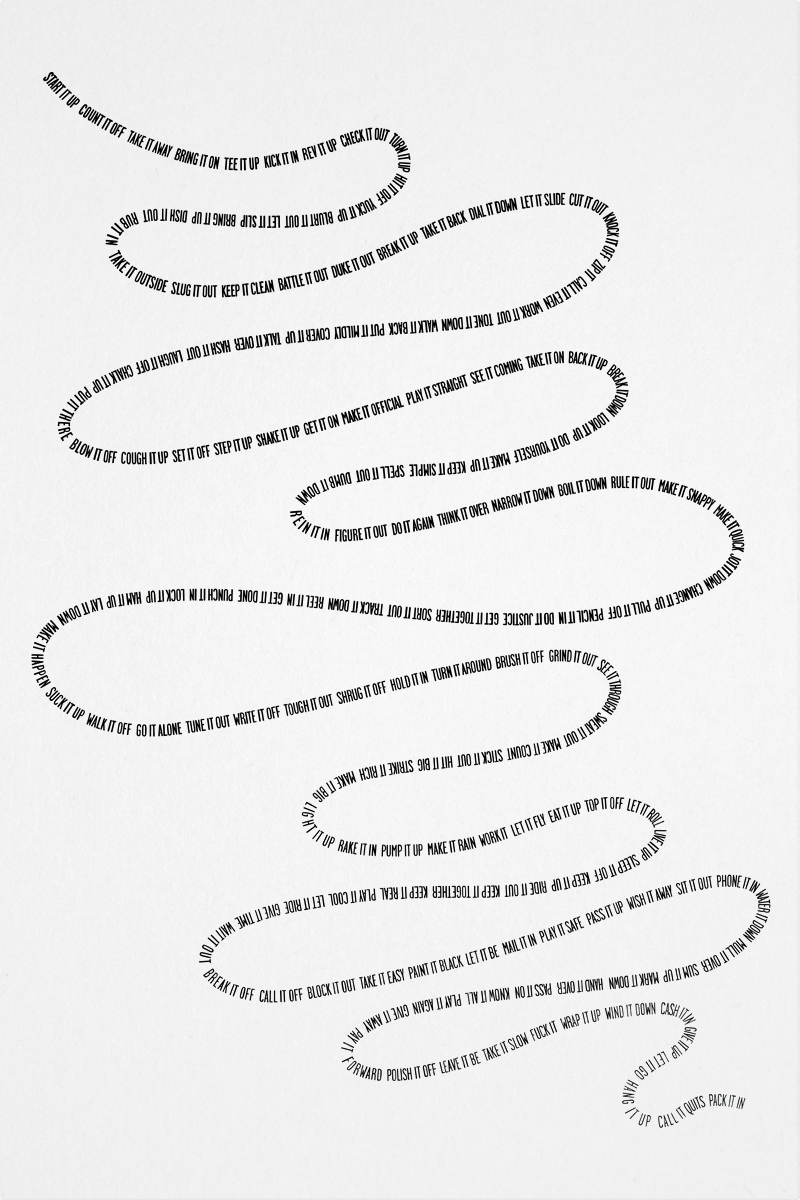 START IT UP COUNT IT OFF TAKE IT AWAY BRING IT ON TEE IT UP KICK IT IN REV IT UP CHECK IT OUT TURN IT UP
HIT IT OFF YUCK IT UP BLURT IT OUT LET IT SLIP BRING IT UP DISH IT OUT RUB IT IN
TAKE IT OUTSIDE SLUG IT OUT KEEP IT CLEAN BATTLE IT OUT DUKE IT OUT BREAK IT UP TAKE IT BACK DIAL IT DOWN LET IT SLIDE CUT IT OUT KNOCK IT OFF
ZIP IT CALL IT EVEN WORK IT OUT TONE IT DOWN WALK IT BACK PUT IT MILDLY COVER IT UP TALK IT OVER HASH IT OUT LAUGH IT OFF CHALK IT UP PUT IT THERE
BLOW IT OFF COUGH IT UP SET IT OFF STEP IT UP SHAKE IT UP GET IT ON MAKE IT OFFICIAL PLAY IT STRAIGHT SEE IT COMING TAKE IT ON BACK IT UP BREAK IT DOWN
LOOK IT UP DO IT YOURSELF MAKE IT UP KEEP IT SIMPLE SPELL IT OUT DUMB IT DOWN
REIN IT IN FIGURE IT OUT DO IT AGAIN THINK IT OVER NARROW IT DOWN BOIL IT DOWN RULE IT OUT MAKE IT SNAPPY MAKE IT QUICK
JOT IT DOWN CHANGE IT UP PULL IT OFF PENCIL IT IN DO IT JUSTICE GET IT TOGETHER SORT IT OUT TRACK IT DOWN REEL IT IN GET IT DONE PUNCH IT IN LOCK IT UP HAM IT UP LAY IT DOWN MAKE IT HAPPEN
SUCK IT UP WALK IT OFF GO IT ALONE TUNE IT OUT WRITE IT OFF TOUGH IT OUT SHRUG IT OFF HOLD IT IN TURN IT AROUND BRUSH IT OFF GRIND IT OUT SEE IT THROUGH
SWEAT IT OUT MAKE IT COUNT STICK IT OUT HIT IT BIG STRIKE IT RICH MAKE IT BIG LIGHT IT UP
RAKE IT IN PUMP IT UP MAKE IT RAIN WORK IT LET IT FLY EAT IT UP TOP IT OFF LET IT ROLL
LIVE IT UP SLEEP IT OFF KEEP IT UP RIDE IT OUT KEEP IT TOGETHER KEEP IT REAL PLAY IT COOL LET IT RIDE GIVE IT TIME WAIT IT OUT
BREAK IT OFF CALL IT OFF BLOCK IT OUT TAKE IT EASY PAINT IT BLACK LET IT BE MAIL IT IN PLAY IT SAFE PASS IT UP WISH IT AWAY SIT IT OUT PHONE IT IN
WATER IT DOWN MULL IT OVER SUM IT UP MARK IT DOWN HAND IT OVER PASS IT ON KNOW IT ALL PLAY IT AGAIN GIVE IT AWAY PAY IT
FORWARD POLISH IT OFF LEAVE IT BE TAKE IT SLOW FUCK IT WRAP IT UP WIND IT DOWN CASH IT IN
GIVE IT UP LET IT GO HANG IT UP CALL IT QUITS PACK IT IN